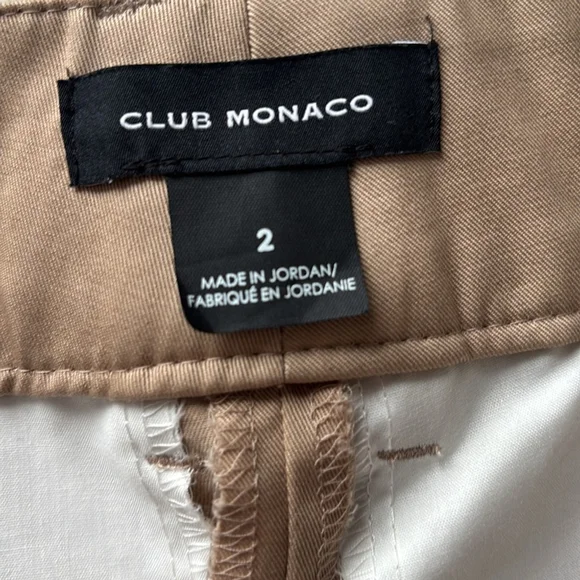 CLUB MONACO
2
MADE IN JORDAN/
FABRIQUÉ EN JORDANIE